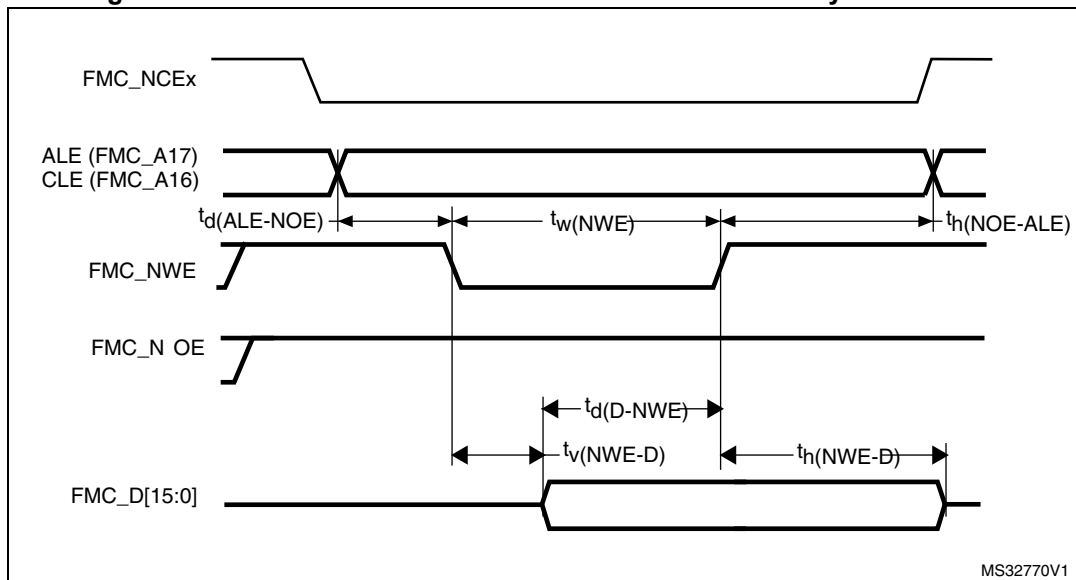 FMC_NCEx
ALE (FMC_A17)
CLE (FMC_A16)
td(ALE-NOE)
tw(NWE)
th(NOE-ALE)
FMC_NWE
FMC_N OE
td(D-NWE)
tv(NWE-D)
th(NWE-D)
FMC_D[15:0]
MS32770V1